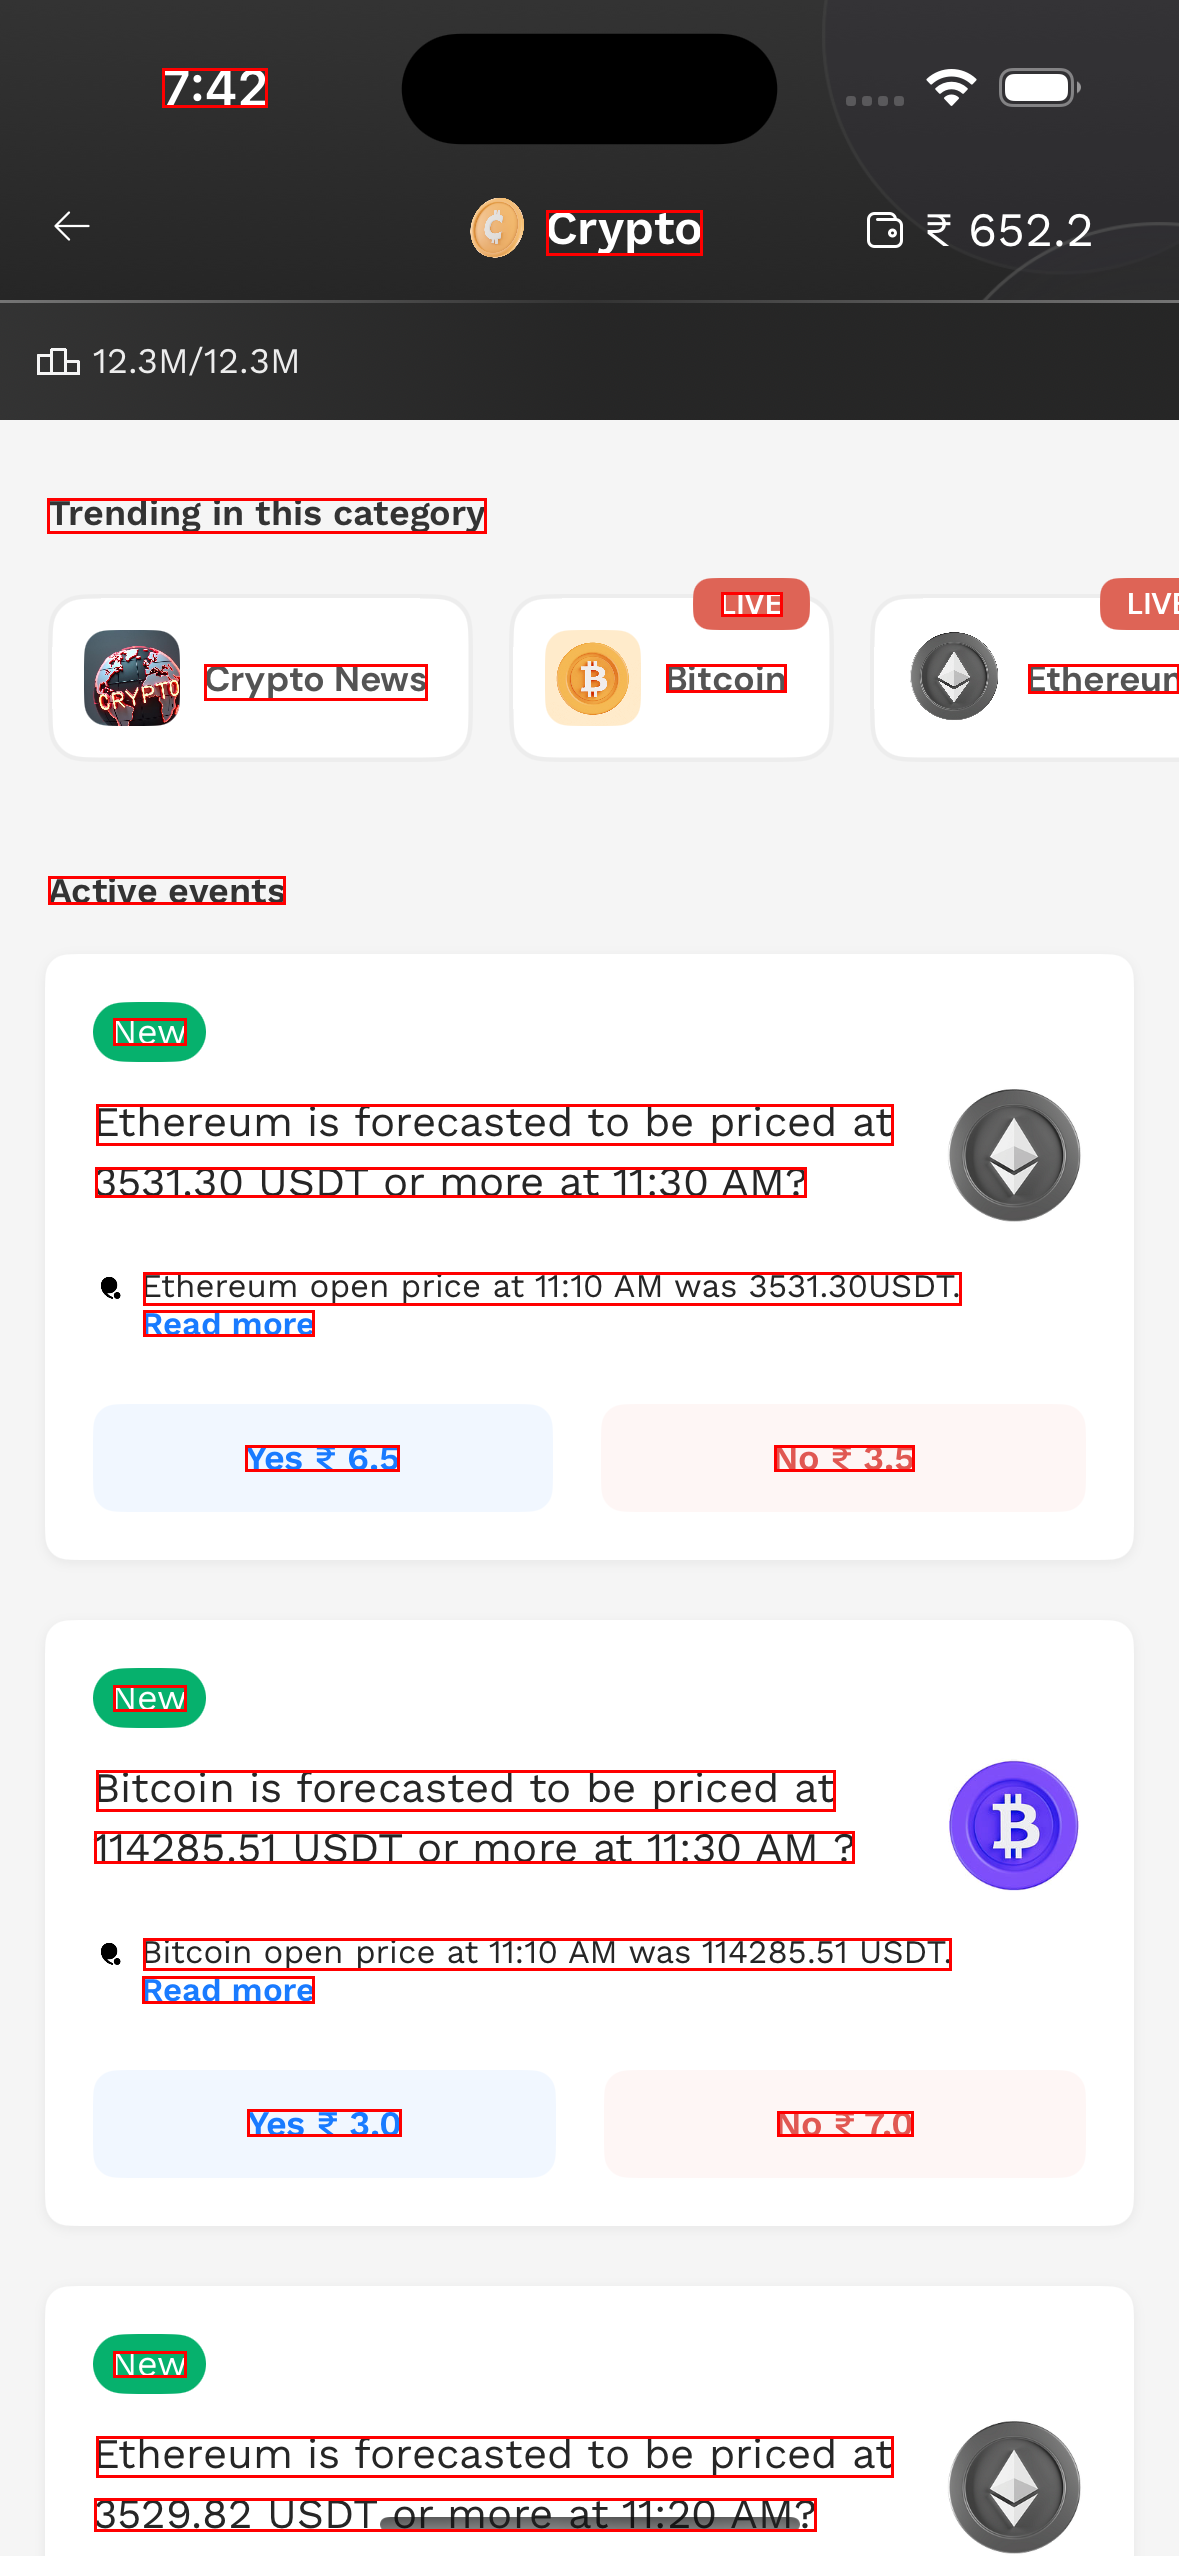 7:42
Crypto
₹ 652.2
12.3M/12.3M
Trending in this category
LIVE
LIVE
CRYPTO
Crypto News
Bitcoin
Ethereum
Active events
New
Ethereum is forecasted to be priced at
3531.30 USDT or more at 11:30 AM?
Ethereum open price at 11:10 AM was 3531.30USDT.
Read more
Yes ₹ 6.5
No ₹ 3.5
New
Bitcoin is forecasted to be priced at
114285.51 USDT or more at 11:30 AM ?
Bitcoin open price at 11:10 AM was 114285.51 USDT.
Read more
Yes ₹ 3.0
No ₹ 7.0
New
Ethereum is forecasted to be priced at
3529.82 USDT or more at 11:20 AM?